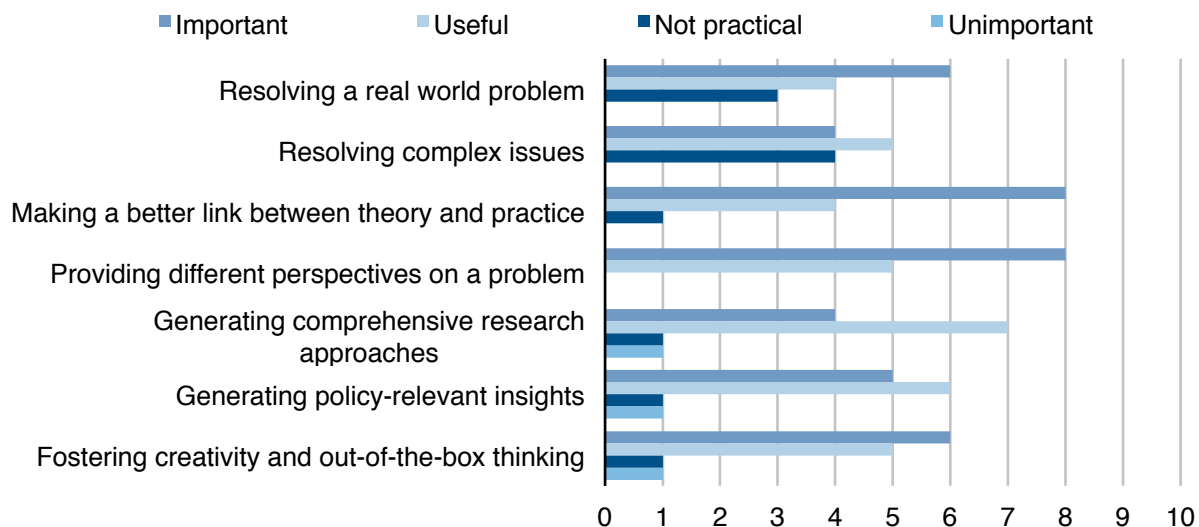 Important Useful Not practical Unimportant
Resolving a real world problem
Resolving complex issues
Making a better link between theory and practice
Providing different perspectives on a problem
Generating comprehensive research
approaches
Generating policy-relevant insights
Fostering creativity and out-of-the-box thinking
0 1 2 3 4 5 6 7 8 9 10